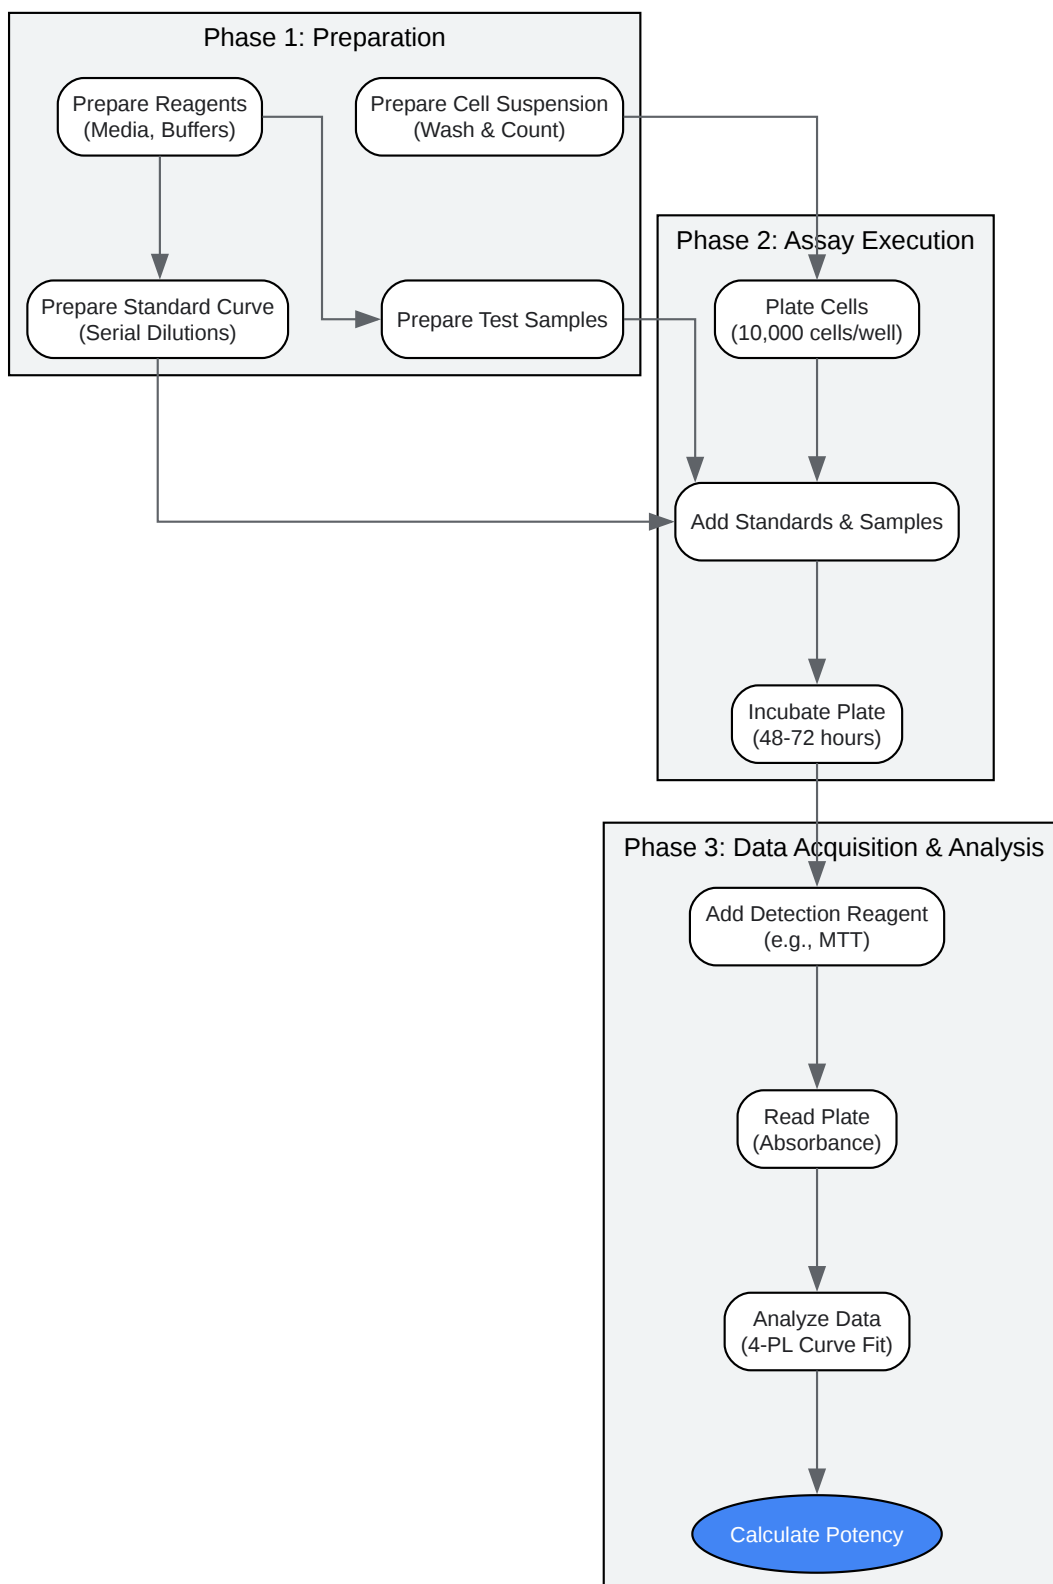 Phase 1: Preparation
Prepare Reagents
(Media, Buffers)
Prepare Cell Suspension
(Wash & Count)
Prepare Standard Curve
(Serial Dilutions)
Prepare Test Samples
Phase 2: Assay Execution
Plate Cells
(10,000 cells/well)
Add Standards & Samples
Incubate Plate
(48-72 hours)
Phase 3: Data Acquisition & Analysis
Add Detection Reagent
(e.g., MTT)
Read Plate
(Absorbance)
Analyze Data
(4-PL Curve Fit)
Calculate Potency